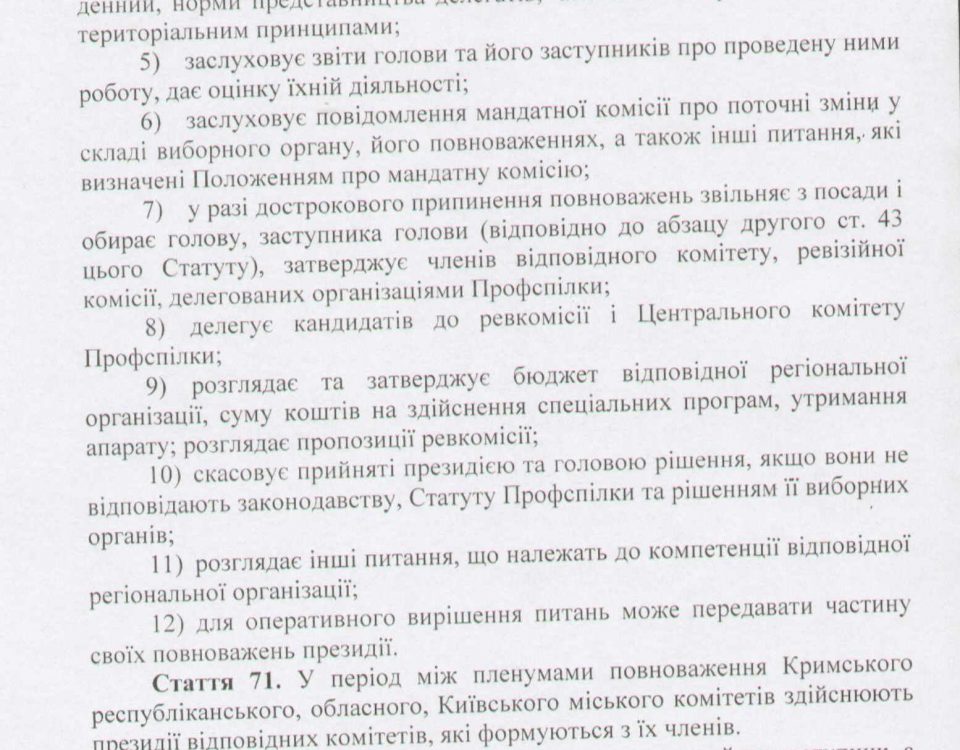 денний, норми представництва делегатів,
територіальним принципами;
5) заслуховує звіти голови та його заступників про проведену ними
роботу, дає оцінку їхній діяльності;
6) заслуховує повідомлення мандатної комісії про поточні зміни у
складі виборного органу, його повноваженнях, а також інші питання, які
визначені Положенням про мандатну комісію;
7) у разі дострокового припинення повноважень звільняє з посади і
обирає голову, заступника голови (відповідно до абзацу другого ст. 43
цього Статуту), затверджує членів відповідного комітету, ревізійної
комісії, делегованих організаціями Профспілки;
8) делегує кандидатів до ревкомісії і Центрального комітету
Профспілки;
9) розглядає та затверджує бюджет відповідної регіональної
організації, суму коштів на здійснення спеціальних програм, утримання
апарату; розглядає пропозиції ревкомісії;
10) скасовує прийняті президією та головою рішення, якщо вони не
відповідають законодавству, Статуту Профспілки та рішенням її виборних
органів;
11) розглядає інші питання, що належать до компетенції відповідної
регіональної організації;
12) для оперативного вирішення питань може передавати частину
своїх повноважень президії.
Стаття 71. У період між пленумами повноваження Кримського
республіканського, обласного, Київського міського комітетів здійснюють
президії відповідних комітетів, які формуються з їх членів.